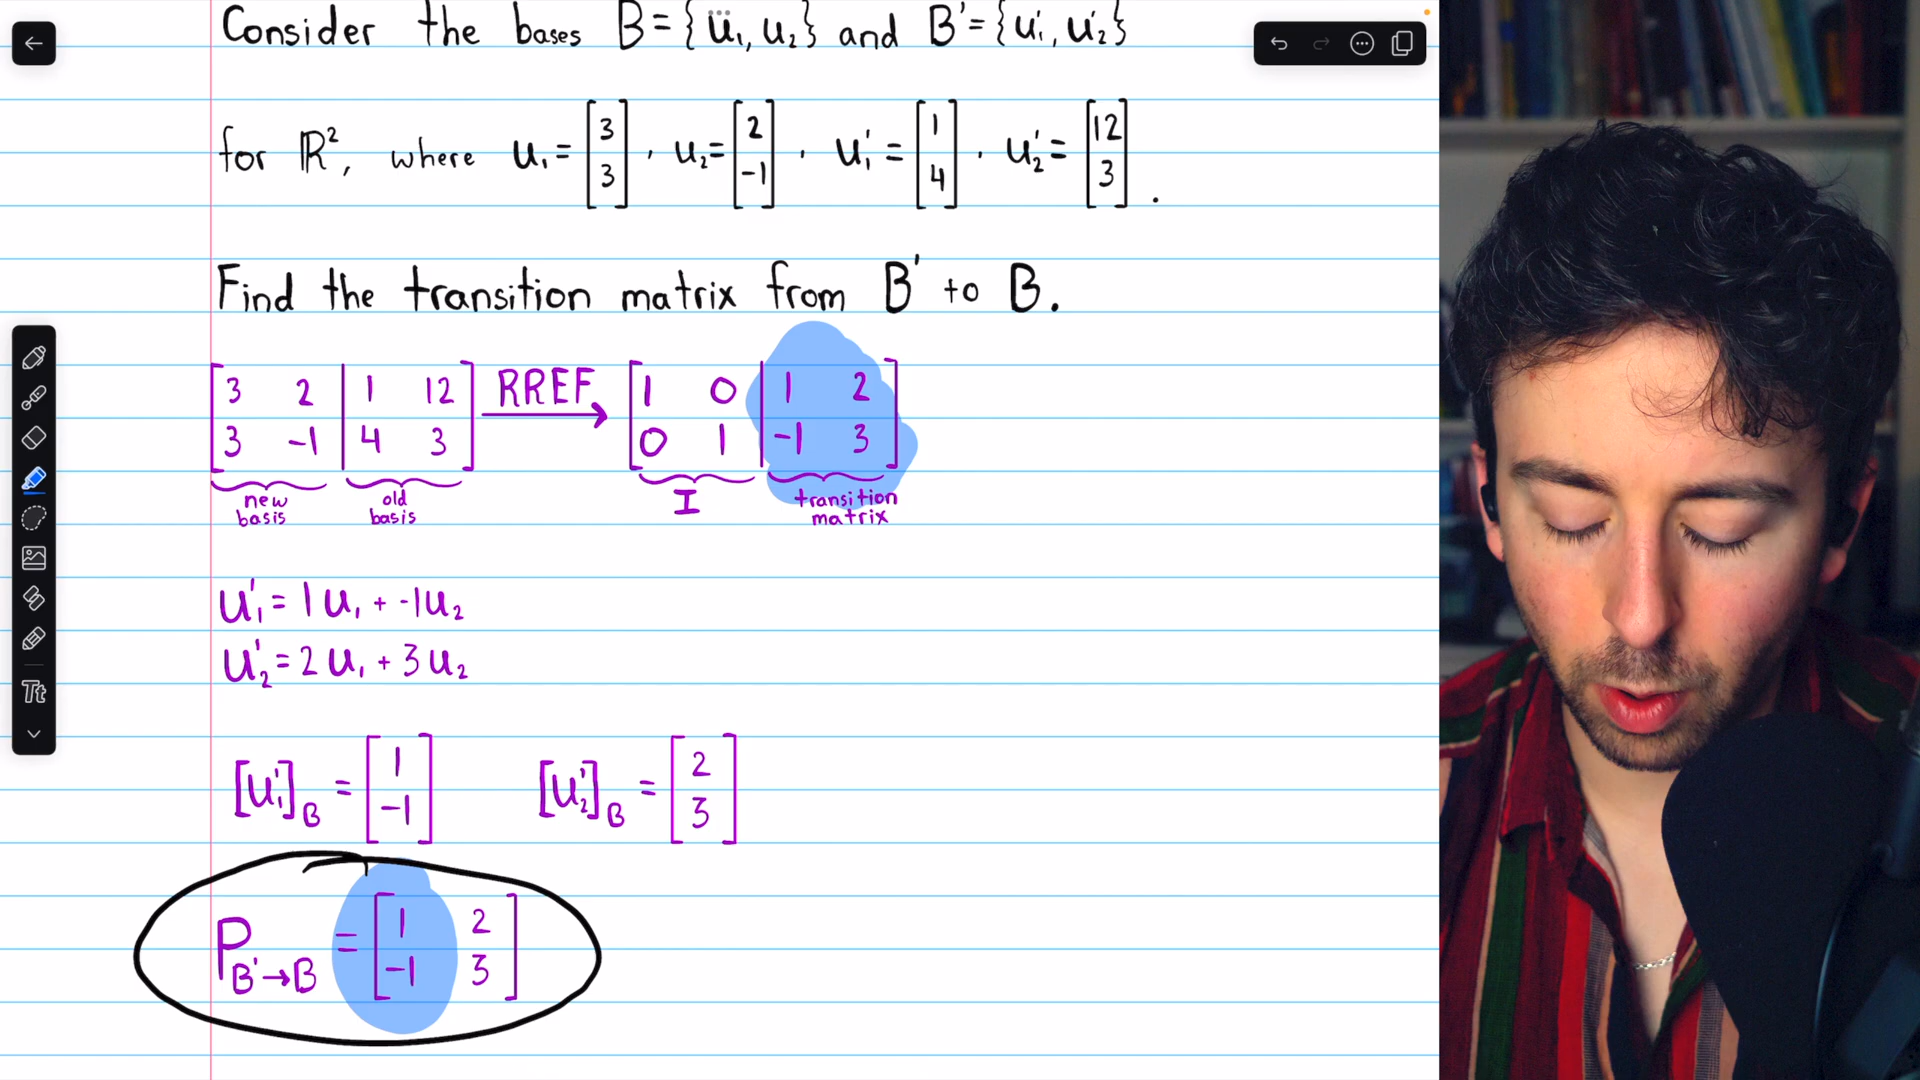 Consider the bases B={u₁,u₂} and B'={u'₁,u'₂}
for ℝ², where u₁=[3 3], u₂=[2 -1], u'₁=[1 4], u'₂=[12 3].
Find the transition matrix from B' to B.
[3 2 | 1 12] RREF→ [1 0 | 1 2]
[3 -1 | 4 3] [0 1 | -1 3]
new basis old basis I transition matrix
u'₁=1u₁+-1u₂
u'₂=2u₁+3u₂
[u'₁]B=[1 -1] [u'₂]B=[2 3]
P B'→B = [1 2]
[-1 3]
Tt